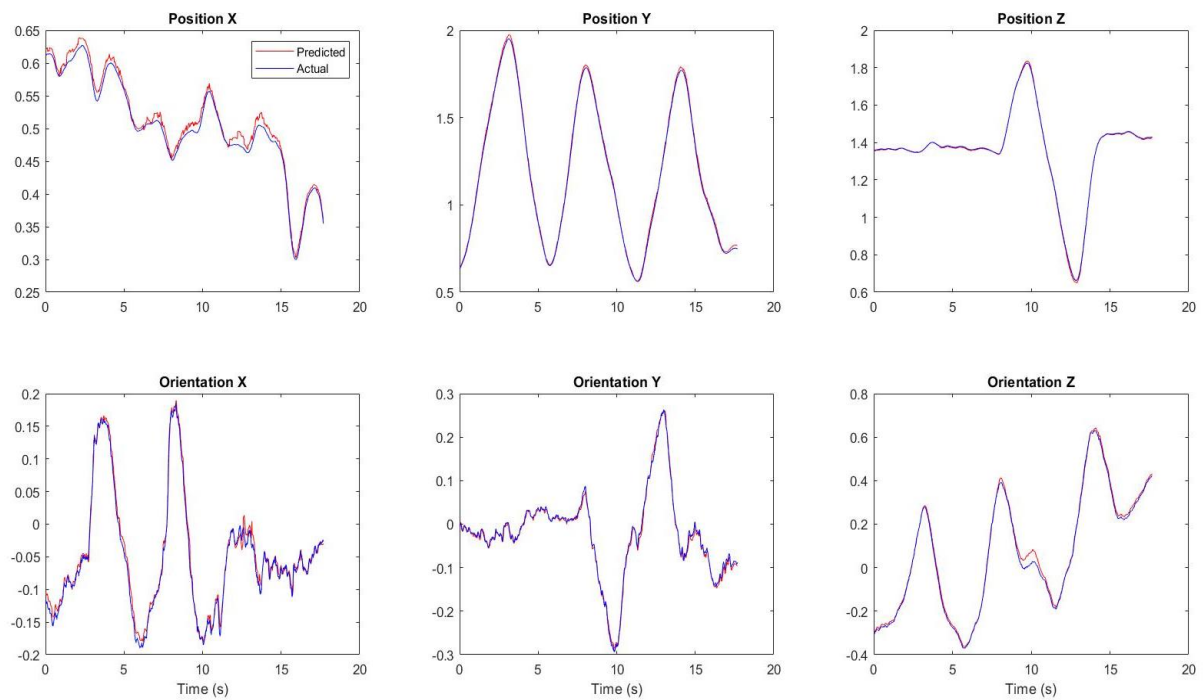 Position X
0.65
0.6
0.55
0.5
0.45
0.4
0.35
0.3
0.25
0 5 10 15 20
Predicted
Actual
Position Y
2
1.5
1
0.5
0 5 10 15 20
Position Z
2
1.8
1.6
1.4
1.2
1
0.8
0.6
0 5 10 15 20
Orientation X
0.2
0.15
0.1
0.05
0
-0.05
-0.1
-0.15
-0.2
0 5 10 15 20
Time (s)
Orientation Y
0.3
0.2
0.1
0
-0.1
-0.2
-0.3
0 5 10 15 20
Time (s)
Orientation Z
0.8
0.6
0.4
0.2
0
-0.2
-0.4
0 5 10 15 20
Time (s)